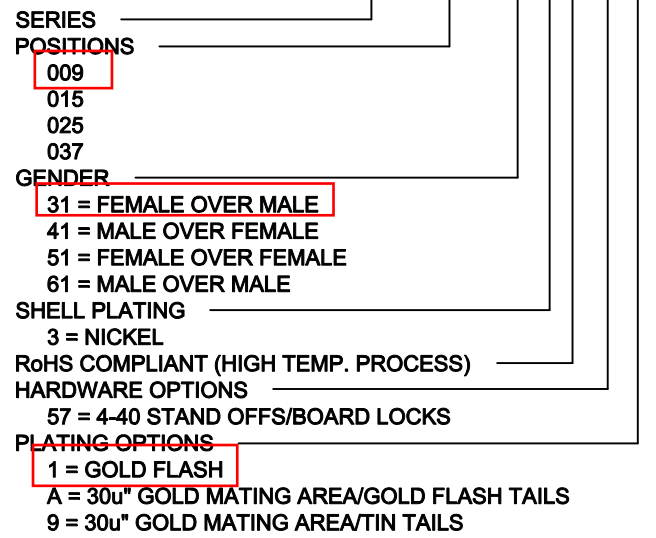 SERIES
POSITIONS
009
015
025
037
GENDER
31 = FEMALE OVER MALE
41 = MALE OVER FEMALE
51 = FEMALE OVER FEMALE
61 = MALE OVER MALE
SHELL PLATING
3 = NICKEL
RoHS COMPLIANT (HIGH TEMP. PROCESS)
HARDWARE OPTIONS
57 = 4-40 STAND OFFS/BOARD LOCKS
PLATING OPTIONS
1 = GOLD FLASH
A = 30u" GOLD MATING AREA/GOLD FLASH TAILS
9 = 30u" GOLD MATING AREA/TIN TAILS